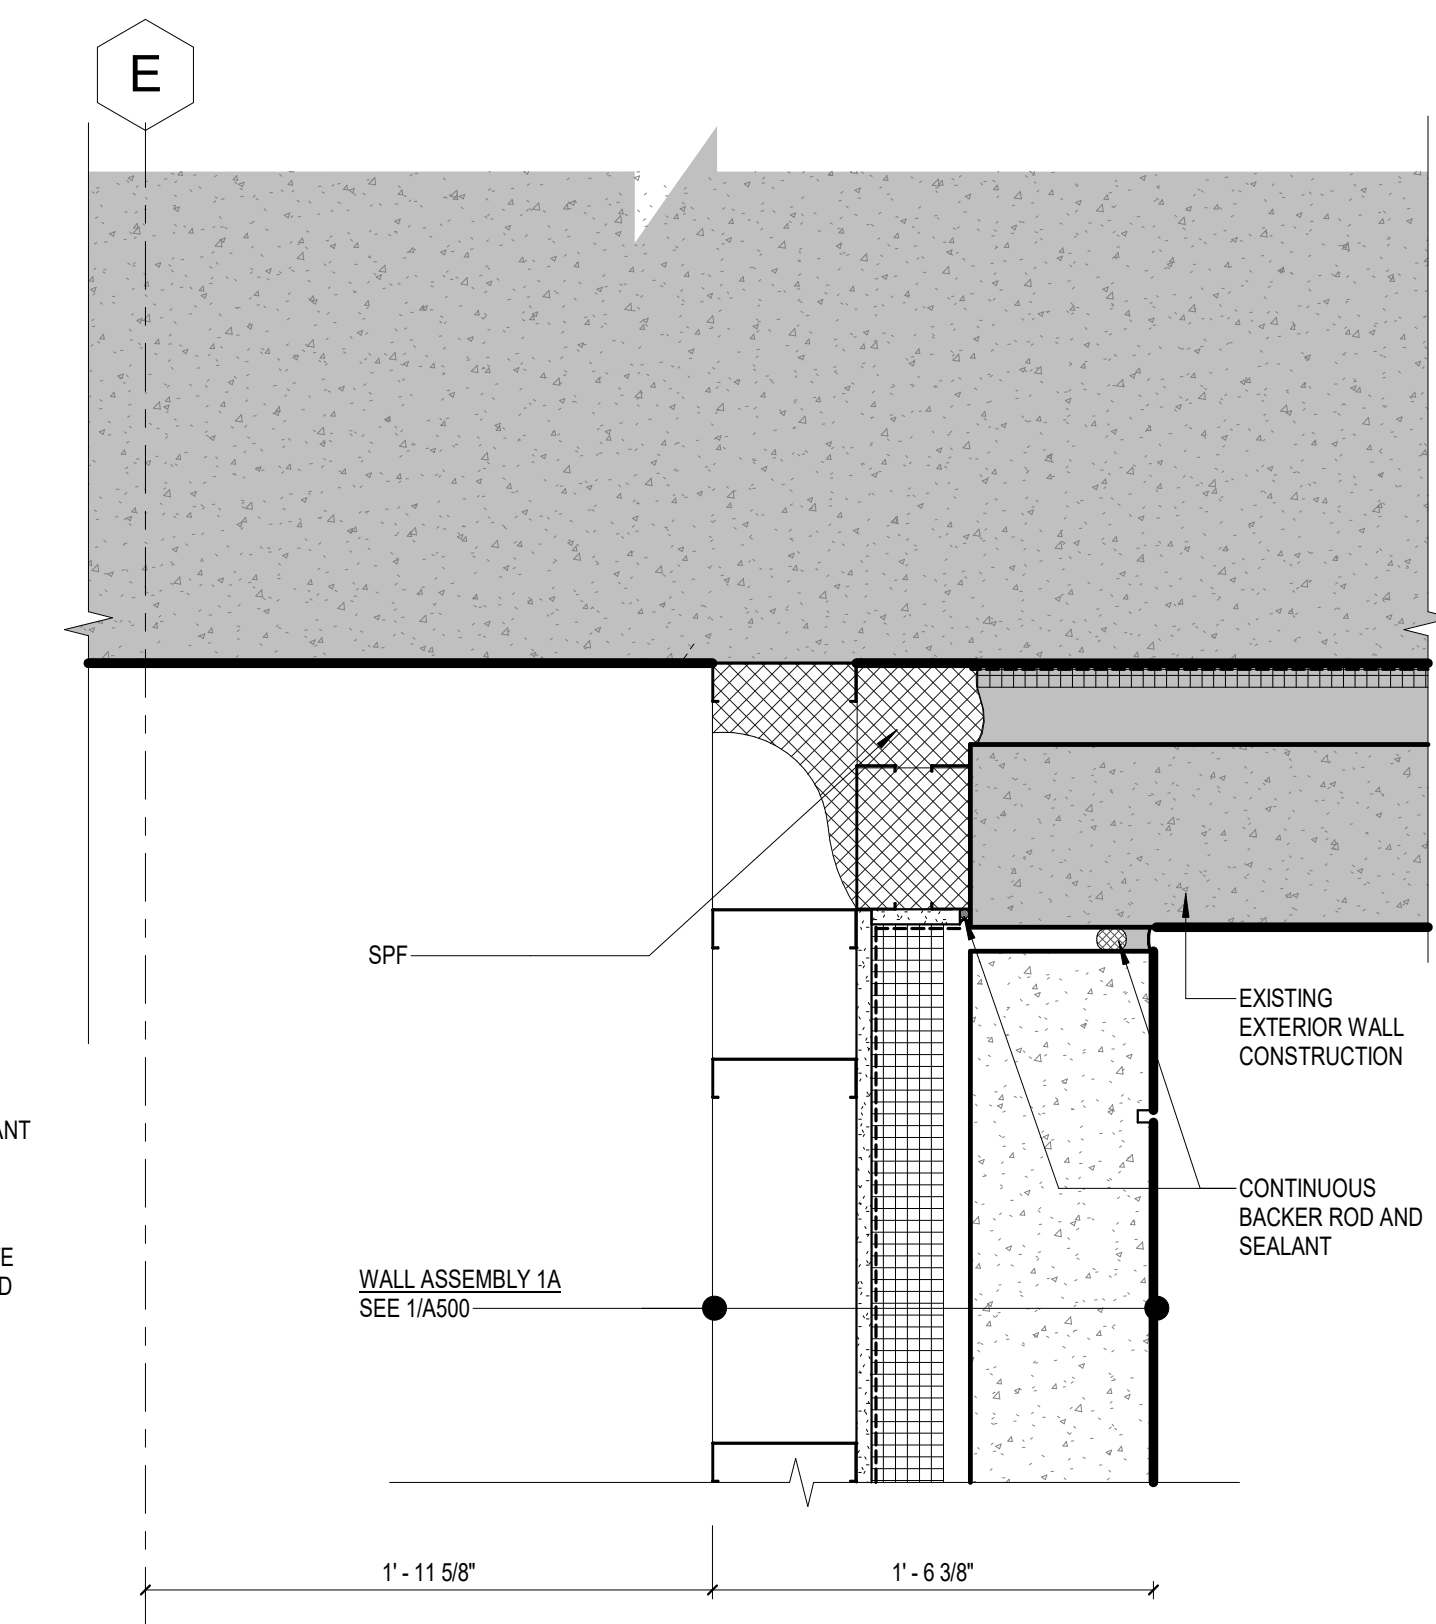 E
SPF
EXISTING
EXTERIOR WALL
CONSTRUCTION
ANT
CONTINUOUS
BACKER ROD AND
SEALANT
E
D
WALL ASSEMBLY 1A
SEE 1/A500
1' - 11 5/8"
1' - 6 3/8"